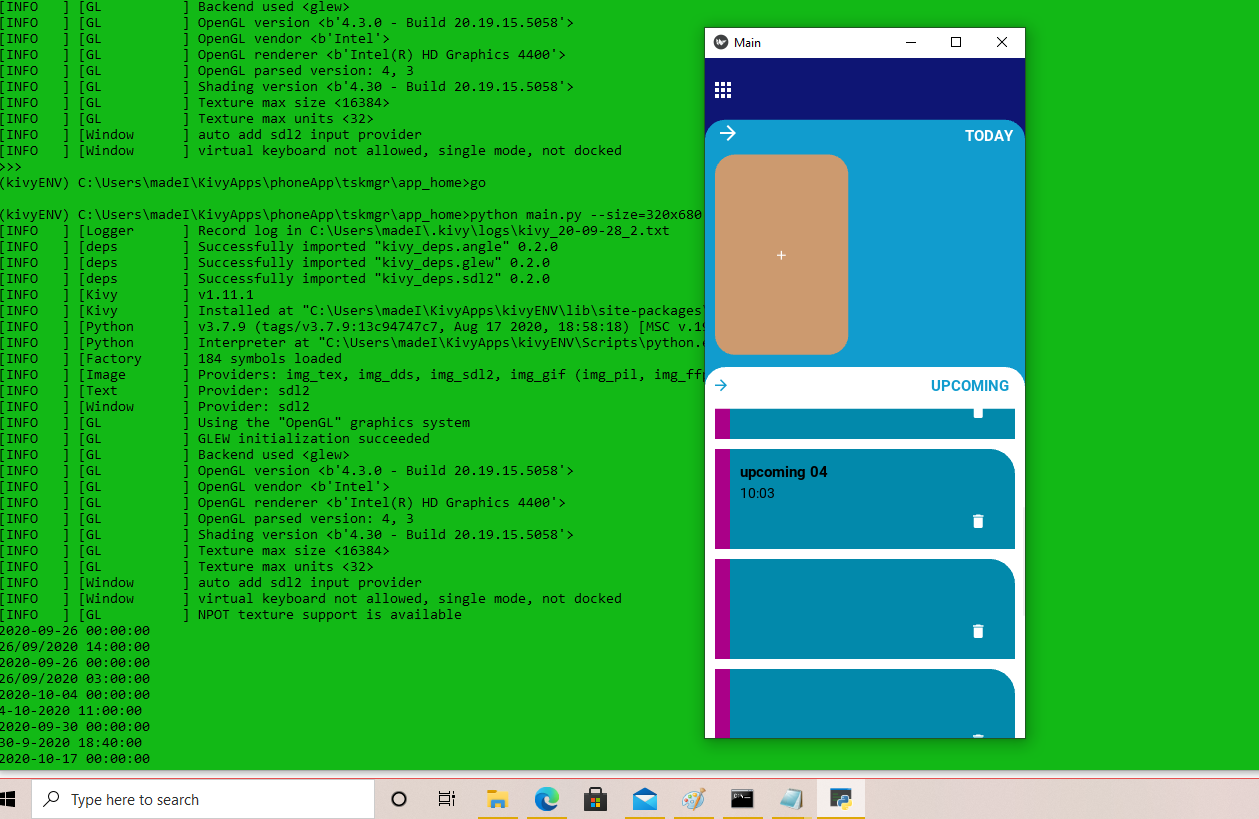 [INFO   ] [GL          ] Backend used <glew>
[INFO   ] [GL          ] OpenGL version <b'4.3.0 - Build 20.19.15.5058'>
[INFO   ] [GL          ] OpenGL vendor <b'Intel'>
[INFO   ] [GL          ] OpenGL renderer <b'Intel(R) HD Graphics 4400'>
[INFO   ] [GL          ] OpenGL parsed version: 4, 3
[INFO   ] [GL          ] Shading version <b'4.30 - Build 20.19.15.5058'>
[INFO   ] [GL          ] Texture max size <16384>
[INFO   ] [GL          ] Texture max units <32>
[INFO   ] [Window      ] auto add sdl2 input provider
[INFO   ] [Window      ] virtual keyboard not allowed, single mode, not docked
>>>
(kivyENV) C:\Users\madeI\KivyApps\phoneApp\tskmgr\app_home>go
(kivyENV) C:\Users\madeI\KivyApps\phoneApp\tskmgr\app_home>python main.py --size=320x680
[INFO   ] [Logger      ] Record log in C:\Users\madeI\.kivy\logs\kivy_20-09-28_2.txt
[INFO   ] [deps        ] Successfully imported "kivy_deps.angle" 0.2.0
[INFO   ] [deps        ] Successfully imported "kivy_deps.glew" 0.2.0
[INFO   ] [deps        ] Successfully imported "kivy_deps.sdl2" 0.2.0
[INFO   ] [Kivy        ] v1.11.1
[INFO   ] [Kivy        ] Installed at "C:\Users\madeI\KivyApps\kivyENV\lib\site-packages\
[INFO   ] [Python      ] v3.7.9 (tags/v3.7.9:13c94747c7, Aug 17 2020, 18:58:18) [MSC v.19
[INFO   ] [Python      ] Interpreter at "C:\Users\madeI\KivyApps\kivyENV\Scripts\python.
[INFO   ] [Factory     ] 184 symbols loaded
[INFO   ] [Image       ] Providers: img_tex, img_dds, img_sdl2, img_gif (img_pil, img_ff
[INFO   ] [Text        ] Provider: sdl2
[INFO   ] [Window      ] Provider: sdl2
[INFO   ] [GL          ] Using the "OpenGL" graphics system
[INFO   ] [GL          ] GLEW initialization succeeded
[INFO   ] [GL          ] Backend used <glew>
[INFO   ] [GL          ] OpenGL version <b'4.3.0 - Build 20.19.15.5058'>
[INFO   ] [GL          ] OpenGL vendor <b'Intel'>
[INFO   ] [GL          ] OpenGL renderer <b'Intel(R) HD Graphics 4400'>
[INFO   ] [GL          ] OpenGL parsed version: 4, 3
[INFO   ] [GL          ] Shading version <b'4.30 - Build 20.19.15.5058'>
[INFO   ] [GL          ] Texture max size <16384>
[INFO   ] [GL          ] Texture max units <32>
[INFO   ] [Window      ] auto add sdl2 input provider
[INFO   ] [Window      ] virtual keyboard not allowed, single mode, not docked
[INFO   ] [GL          ] NPOT texture support is available
2020-09-26 00:00:00
26/09/2020 14:00:00
2020-09-26 00:00:00
26/09/2020 03:00:00
2020-10-04 00:00:00
4-10-2020 11:00:00
2020-09-30 00:00:00
30-9-2020 18:40:00
2020-10-17 00:00:00
Main
TODAY
+
UPCOMING
upcoming 04
10:03
Type here to search